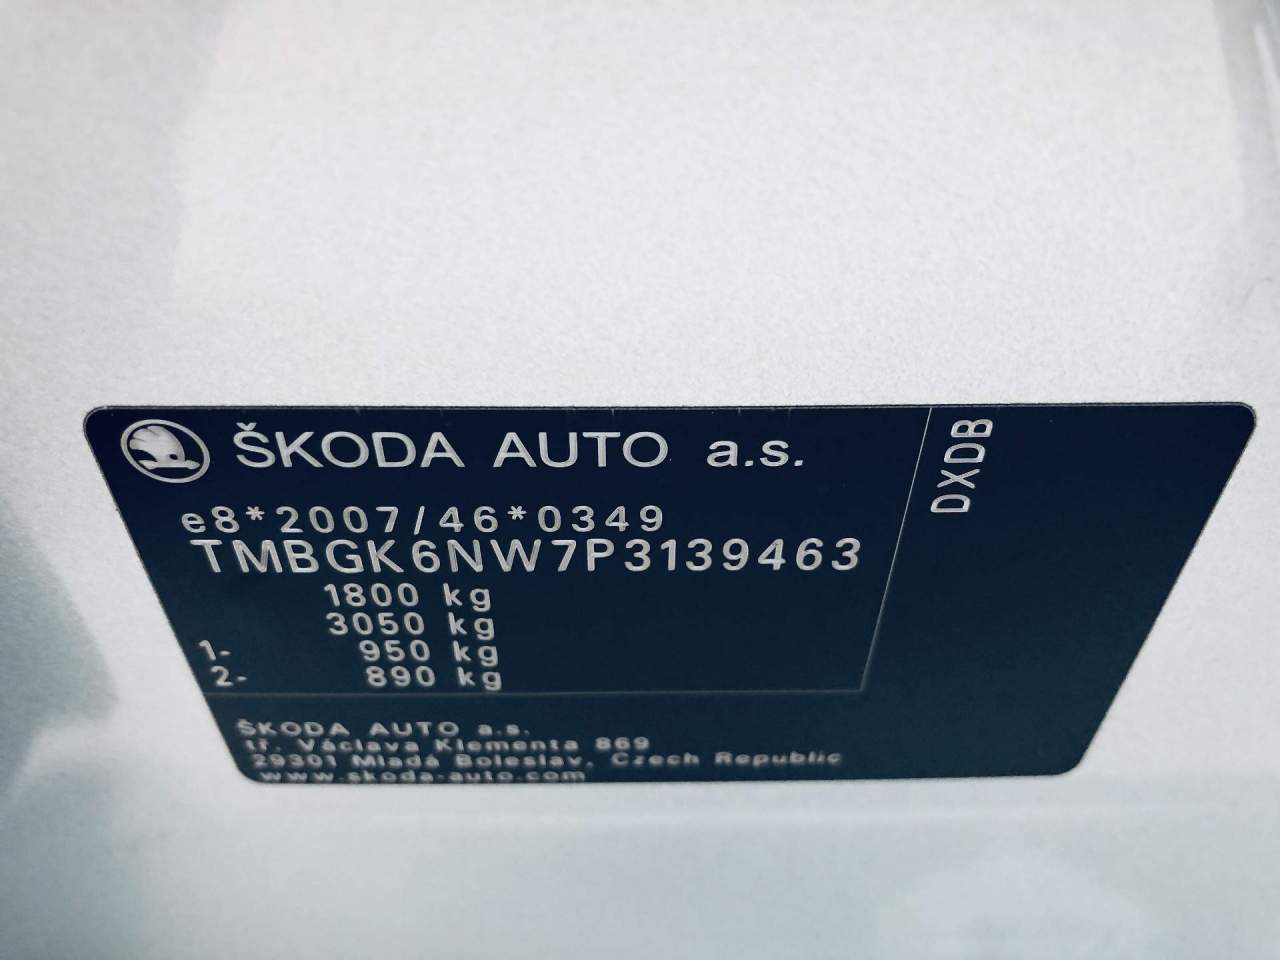 ŠKODA AUTO a.s.
e8*2007/46*0349
TMBGK6NW7P3139463
1800 kg
3050 kg
1- 950 kg
2- 890 kg
DXDB
ŠKODA AUTO a.s.
tř. Václava Klementa 869
29301 Mladá Boleslav, Czech Republic
www.skoda-auto.com